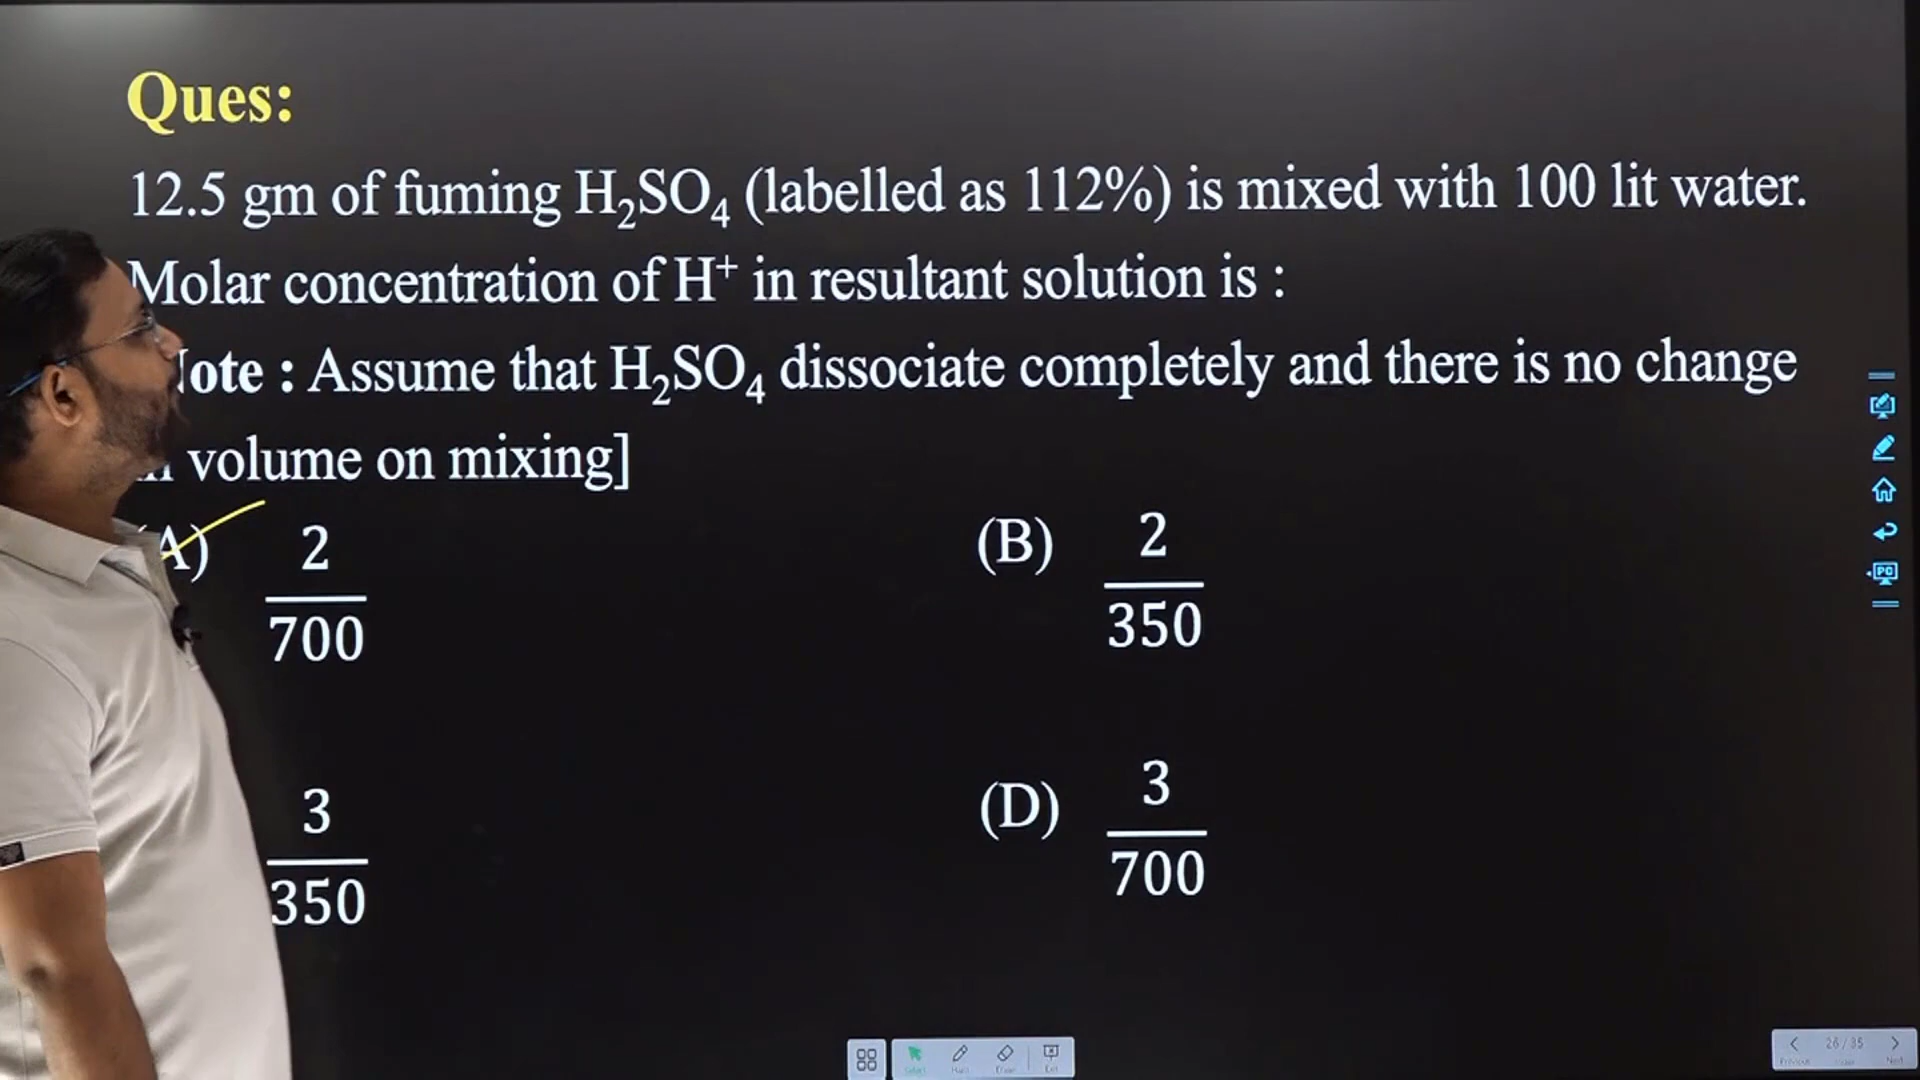 Ques:
12.5 gm of fuming H₂SO₄ (labelled as 112%) is mixed with 100 lit water.
Molar concentration of H⁺ in resultant solution is :
: Assume that H₂SO₄ dissociate completely and there is no change
volume on mixing]
A) 2/700
(B) 2/350
3/350
(D) 3/700
26/35